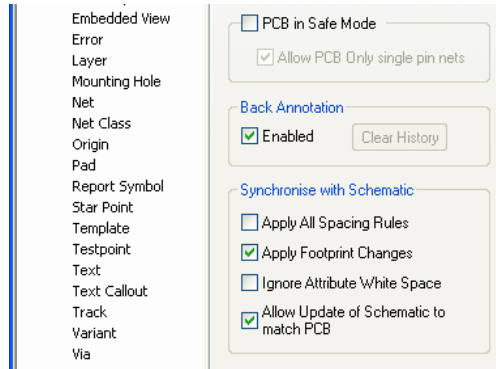 Embedded View
Error
Layer
Mounting Hole
Net
Net Class
Origin
Pad
Report Symbol
Star Point
Template
Testpoint
Text
Text Callout
Track
Variant
Via
PCB in Safe Mode
Allow PCB Only single pin nets
Back Annotation
Enabled
Clear History
Synchronise with Schematic
Apply All Spacing Rules
Apply Footprint Changes
Ignore Attribute White Space
Allow Update of Schematic to
match PCB